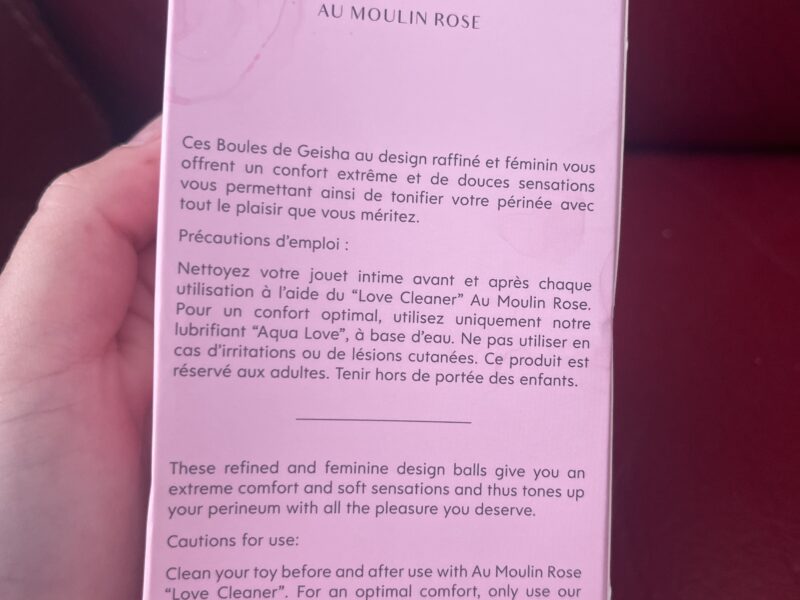 AU MOULIN ROSE
Ces Boules de Geisha au design raffiné et féminin vous
offrent un confort extrême et de douces sensations
vous permettant ainsi de tonifier votre périnée avec
tout le plaisir que vous méritez.
Précautions d'emploi :
Nettoyez votre jouet intime avant et après chaque
utilisation à l'aide du “Love Cleaner” Au Moulin Rose.
Pour un confort optimal, utilisez uniquement notre
lubrifiant “Aqua Love”, à base d'eau. Ne pas utiliser en
cas d'irritations ou de lésions cutanées. Ce produit est
réservé aux adultes. Tenir hors de portée des enfants.
These refined and feminine design balls give you an
extreme comfort and soft sensations and thus tones up
your perineum with all the pleasure you deserve.
Cautions for use:
Clean your toy before and after use with Au Moulin Rose
“Love Cleaner”. For an optimal comfort, only use our